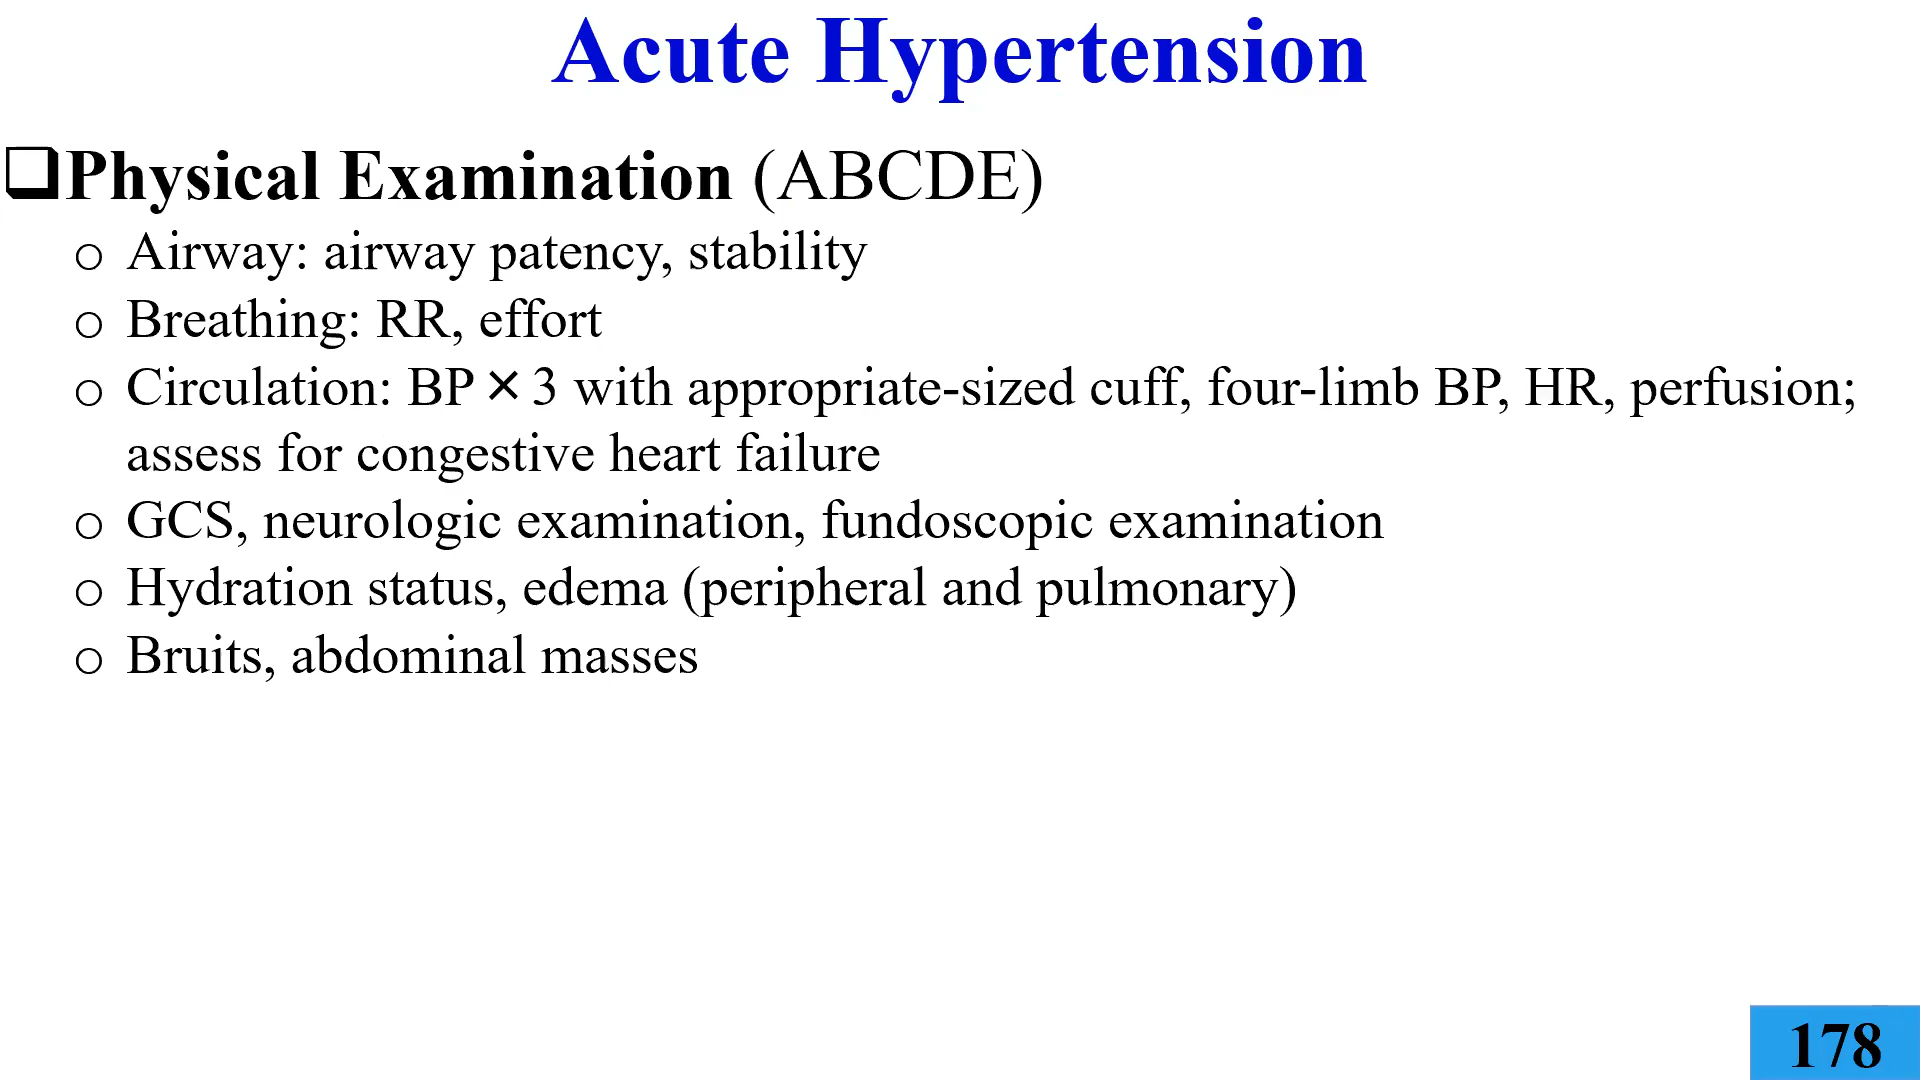 Acute Hypertension
❑Physical Examination (ABCDE)
o Airway: airway patency, stability
o Breathing: RR, effort
o Circulation: BP × 3 with appropriate-sized cuff, four-limb BP, HR, perfusion;
assess for congestive heart failure
o GCS, neurologic examination, fundoscopic examination
o Hydration status, edema (peripheral and pulmonary)
o Bruits, abdominal masses
178